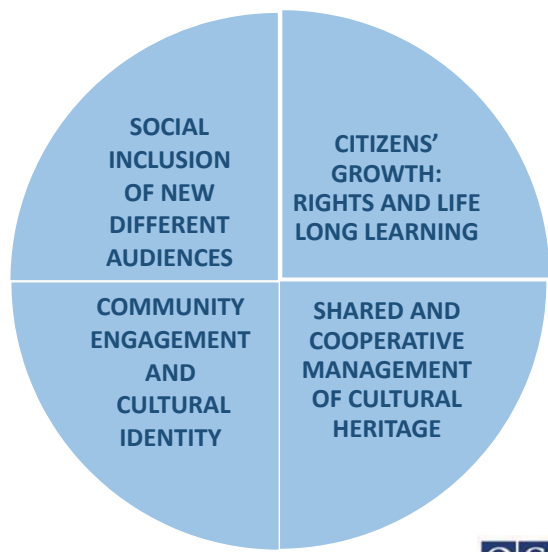 SOCIAL
INCLUSION
OF NEW
DIFFERENT
AUDIENCES
CITIZENS’
GROWTH:
RIGHTS AND LIFE
LONG LEARNING
COMMUNITY
ENGAGEMENT
AND
CULTURAL
IDENTITY
SHARED AND
COOPERATIVE
MANAGEMENT
OF CULTURAL
HERITAGE